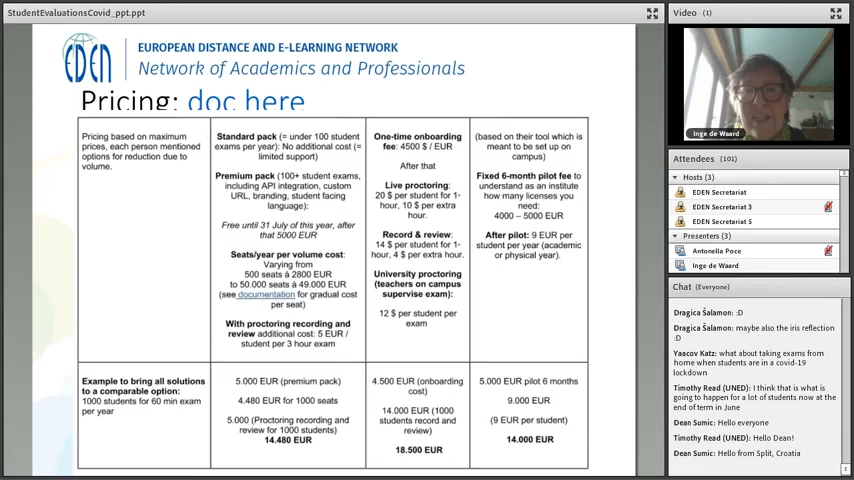 StudentEvaluationsCovid_ppt.ppt
EDEN
EUROPEAN DISTANCE AND E-LEARNING NETWORK
Network of Academics and Professionals
Pricing: doc here
Pricing based on maximum
prices, each person mentioned
options for reduction due to
volume.
Standard pack (= under 100 student
exams per year): No additional cost (=
limited support)
Premium pack (100+ student exams,
including API integration, custom
URL, branding, student facing
language):
Free until 31 July of this year, after
that 5000 EUR
Seats/year per volume cost:
Varying from
500 seats á 2800 EUR
to 50.000 seats á 49.000 EUR
(see documentation for gradual cost
per seat)
With proctoring recording and
review additional cost: 5 EUR /
student per 3 hour exam
One-time onboarding
fee: 4500 $ / EUR
After that
Live proctoring:
20 $ per student for 1-
hour, 10 $ per extra
hour.
Record & review:
14 $ per student for 1-
hour, 4 $ per extra hour.
University proctoring
(teachers on campus
supervise exam):
12 $ per student per
exam
(based on their tool which is
meant to be set up on
campus)
Fixed 6-month pilot fee to
understand as an institute
how many licenses you
need:
4000 – 5000 EUR
After pilot: 9 EUR per
student per year (academic
or physical year).
Example to bring all solutions
to a comparable option:
1000 students for 60 min exam
per year
5.000 EUR (premium pack)
4.480 EUR for 1000 seats
5.000 (Proctoring recording and
review for 1000 students)
14.480 EUR
4.500 EUR (onboarding
cost)
14.000 EUR (1000
students record and
review)
18.500 EUR
5.000 EUR pilot 6 months
9.000 EUR
(9 EUR per student)
14.000 EUR
Video (1)
Inge de Waard
Attendees (101)
Hosts (3)
EDEN Secretariat
EDEN Secretariat 3
EDEN Secretariat 5
Presenters (3)
Antonella Poce
Inge de Waard
Chat (Everyone)
Dragica Šalamon: :D
Dragica Šalamon: maybe also the iris reflection
:D
Yaacov Katz: what about taking exams from
home when students are in a covid-19
lockdown
Timothy Read (UNED): I think that is what is
going to happen for a lot of students now at the
end of term in June
Dean Sumic: Hello everyone
Timothy Read (UNED): Hello Dean!
Dean Sumic: Hello from Split, Croatia